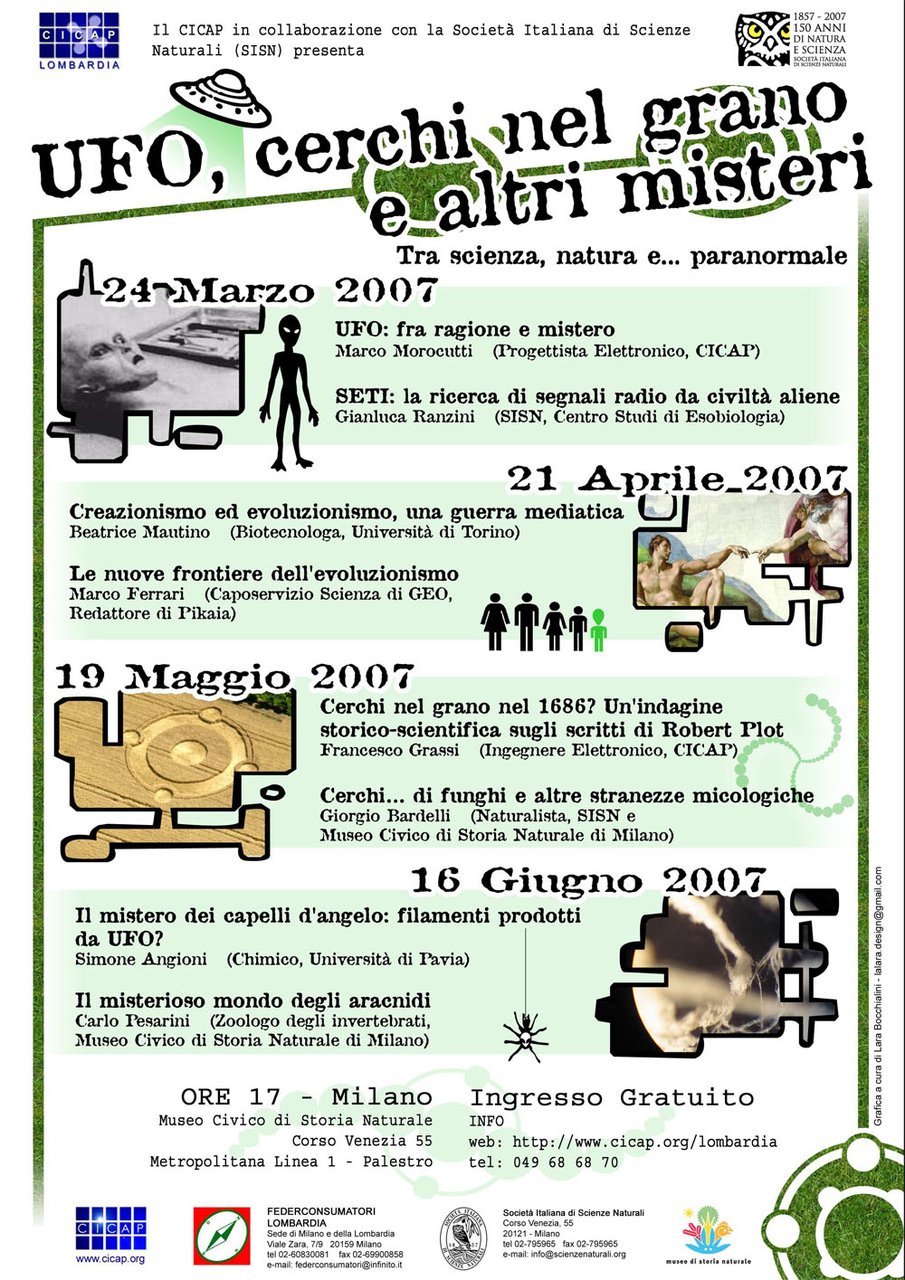 CICAP
LOMBARDIA
Il CICAP in collaborazione con la Società Italiana di Scienze
Naturali (SISN) presenta
1857 - 2007
150 ANNI
DI NATURA
E SCIENZA
SOCIETÀ ITALIANA
DI SCIENZE NATURALI
UFO, cerchi nel grano
e altri misteri
Tra scienza, natura e... paranormale
24 Marzo 2007
UFO: fra ragione e mistero
Marco Morocutti (Progettista Elettronico, CICAP)
SETI: la ricerca di segnali radio da civiltà aliene
Gianluca Ranzini (SISN, Centro Studi di Esobiologia)
21 Aprile 2007
Creazionismo ed evoluzionismo, una guerra mediatica
Beatrice Mautino (Biotecnologa, Università di Torino)
Le nuove frontiere dell'evoluzionismo
Marco Ferrari (Caposervizio Scienza di GEO,
Redattore di Pikaia)
19 Maggio 2007
Cerchi nel grano nel 1686? Un'indagine
storico-scientifica sugli scritti di Robert Plot
Francesco Grassi (Ingegnere Elettronico, CICAP)
Cerchi... di funghi e altre stranezze micologiche
Giorgio Bardelli (Naturalista, SISN e
Museo Civico di Storia Naturale di Milano)
16 Giugno 2007
Il mistero dei capelli d'angelo: filamenti prodotti
da UFO?
Simone Angioni (Chimico, Università di Pavia)
Il misterioso mondo degli aracnidi
Carlo Pesarini (Zoologo degli invertebrati,
Museo Civico di Storia Naturale di Milano)
Grafica a cura di Lara Bocchialini - lalara.design@gmail.com
ORE 17 - Milano
Museo Civico di Storia Naturale
Corso Venezia 55
Metropolitana Linea 1 - Palestro
Ingresso Gratuito
INFO
web: http://www.cicap.org/lombardia
tel: 049 68 68 70
CICAP
www.cicap.org
FEDERCONSUMATORI
LOMBARDIA
Sede di Milano e della Lombardia
Viale Zara, 7/9 20159 Milano
tel 02-60830081 fax 02-69900858
e-mail: federconsumatori@infinito.it
Società Italiana di Scienze Naturali
Corso Venezia, 55
20121 - Milano
tel 02-795965 fax 02-795965
e-mail: info@scienzenaturali.org
museo di storia naturale